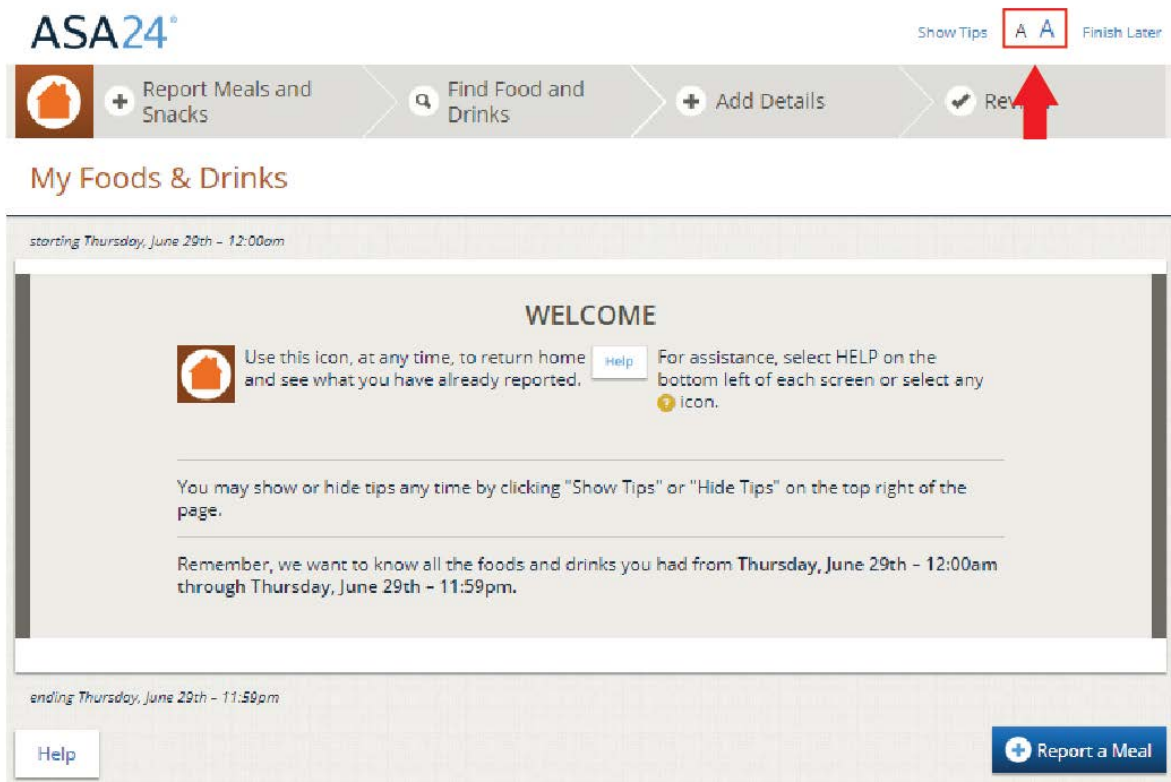 ASA24®
Show Tips A A Finish Later
Report Meals and
Snacks
Find Food and
Drinks
Add Details
My Foods & Drinks
starting Thursday, June 29th – 12:00am
WELCOME
Use this icon, at any time, to return home
and see what you have already reported.
Help
For assistance, select HELP on the
bottom left of each screen or select any
? icon.
You may show or hide tips any time by clicking "Show Tips" or "Hide Tips" on the top right of the
page.
Remember, we want to know all the foods and drinks you had from Thursday, June 29th – 12:00am
through Thursday, June 29th – 11:59pm.
ending Thursday, June 29th – 11:59pm
Help
Report a Meal